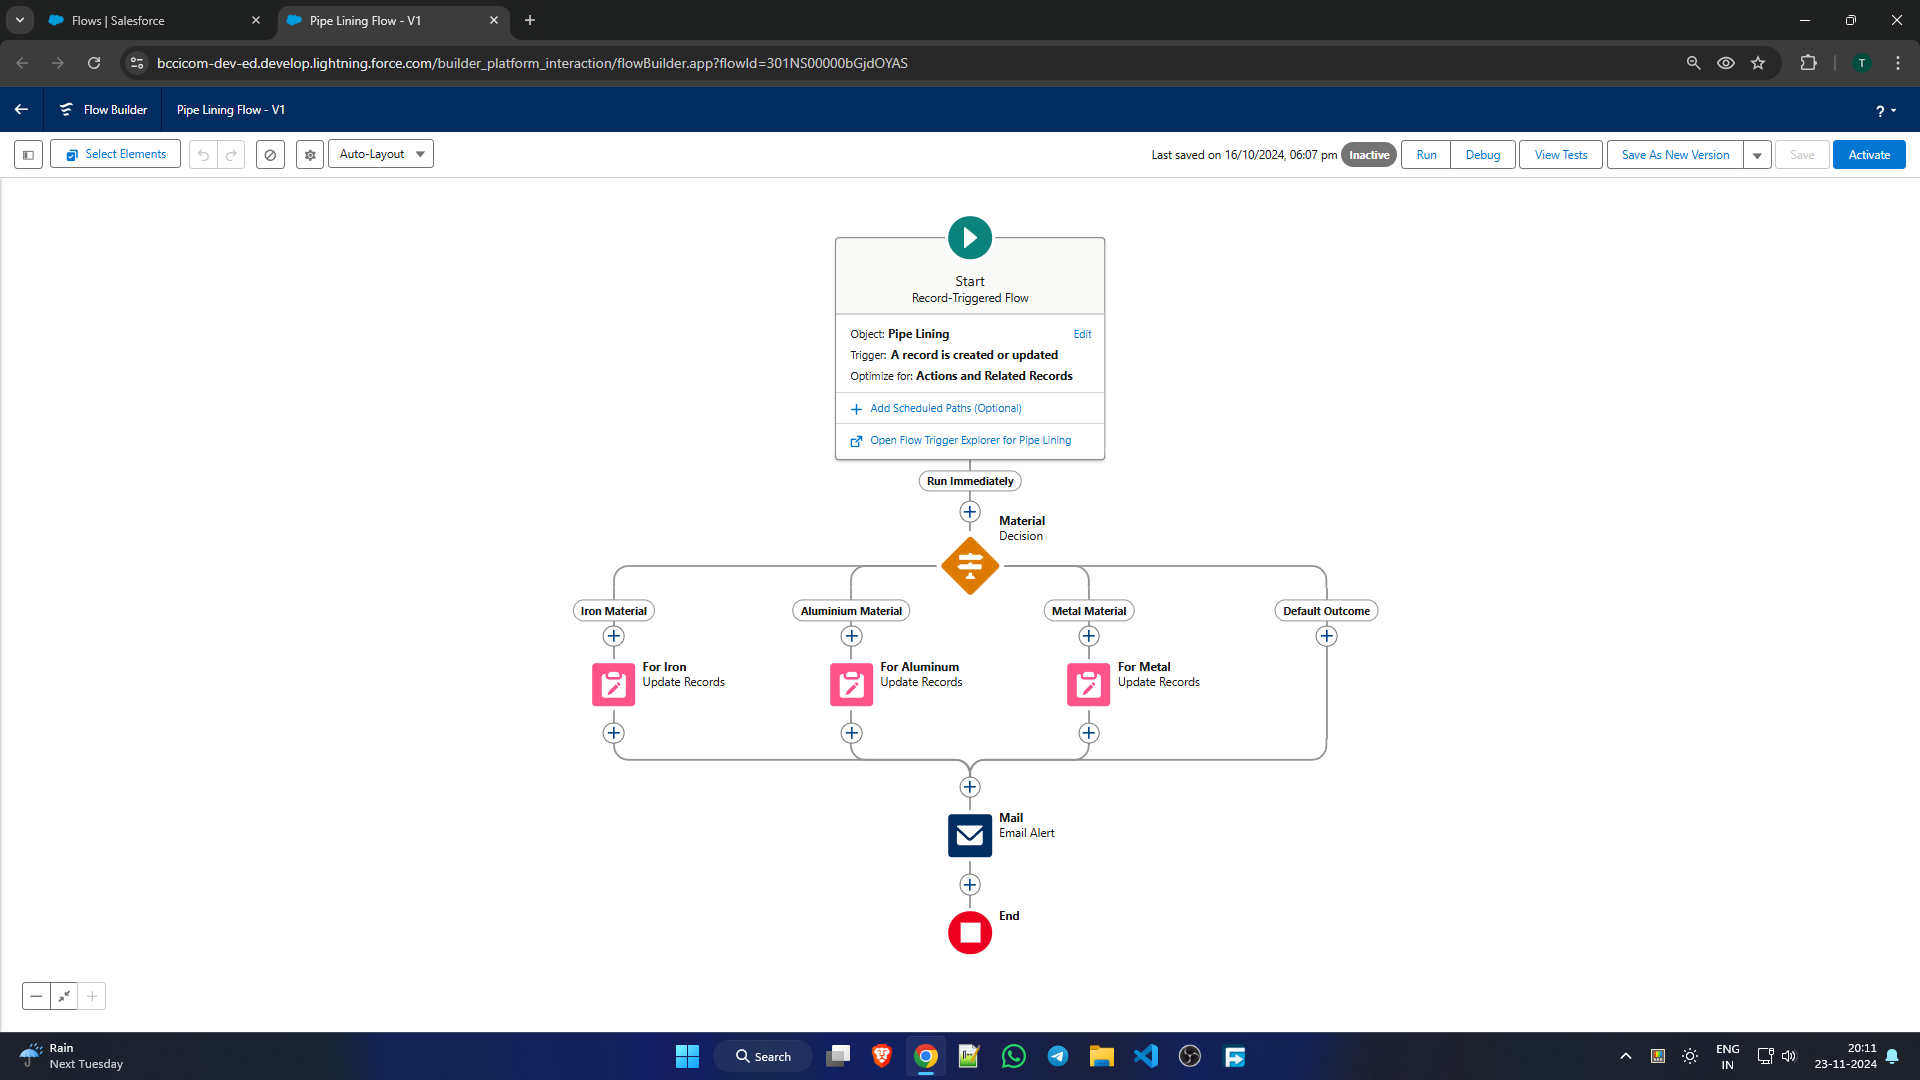 Flows | Salesforce
Pipe Lining Flow - V1
bccicom-dev-ed.develop.lightning.force.com/builder_platform_interaction/flowBuilder.app?flowId=301NS00000bGjdOYAS
T
Flow Builder
Pipe Lining Flow - V1
?
Select Elements
Auto-Layout
Last saved on 16/10/2024, 06:07 pm
Inactive
Run
Debug
View Tests
Save As New Version
Save
Activate
Start
Record-Triggered Flow
Object: Pipe Lining
Edit
Trigger: A record is created or updated
Optimize for: Actions and Related Records
Add Scheduled Paths (Optional)
Open Flow Trigger Explorer for Pipe Lining
Run Immediately
Material
Decision
Iron Material
Aluminium Material
Metal Material
Default Outcome
For Iron
Update Records
For Aluminum
Update Records
For Metal
Update Records
Mail
Email Alert
End
Rain
Next Tuesday
Search
ENG
IN
20:11
23-11-2024